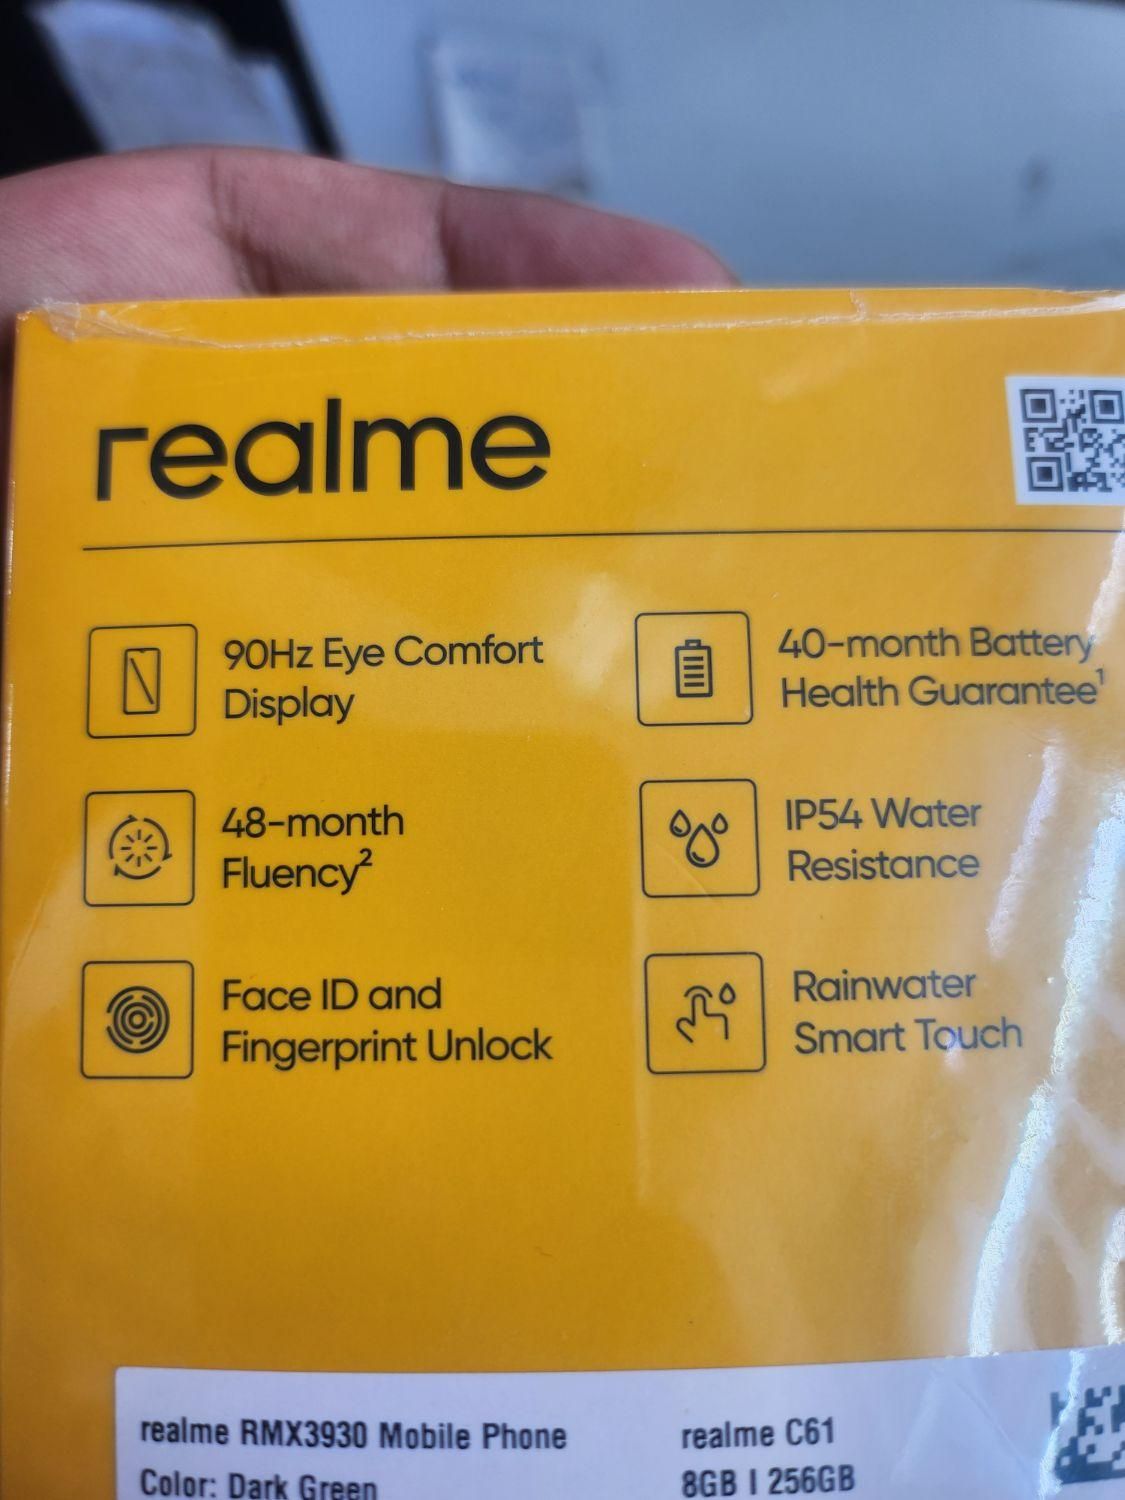 realme
90Hz Eye Comfort
Display
40-month Battery
Health Guarantee¹
48-month
Fluency²
IP54 Water
Resistance
Face ID and
Fingerprint Unlock
Rainwater
Smart Touch
realme RMX3930 Mobile Phone
Color: Dark Green
realme C61
8GB | 256GB